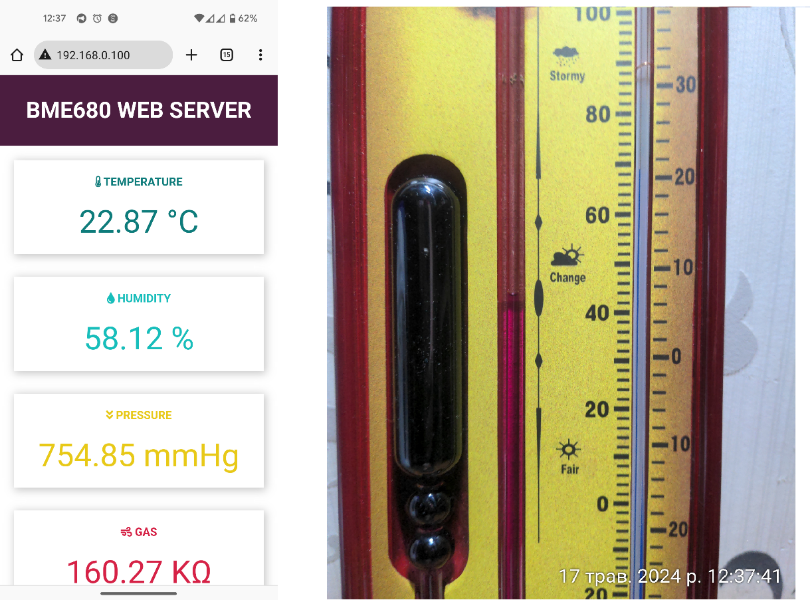 12:37
62%
192.168.0.100
15
BME680 WEB SERVER
TEMPERATURE
22.87 °C
HUMIDITY
58.12 %
PRESSURE
754.85 mmHg
GAS
160.27 KΩ
100
Stormy
30
80
20
60
Change
10
40
0
20
10
Fair
0
20
20
17 трав. 2024 р. 12:37:41